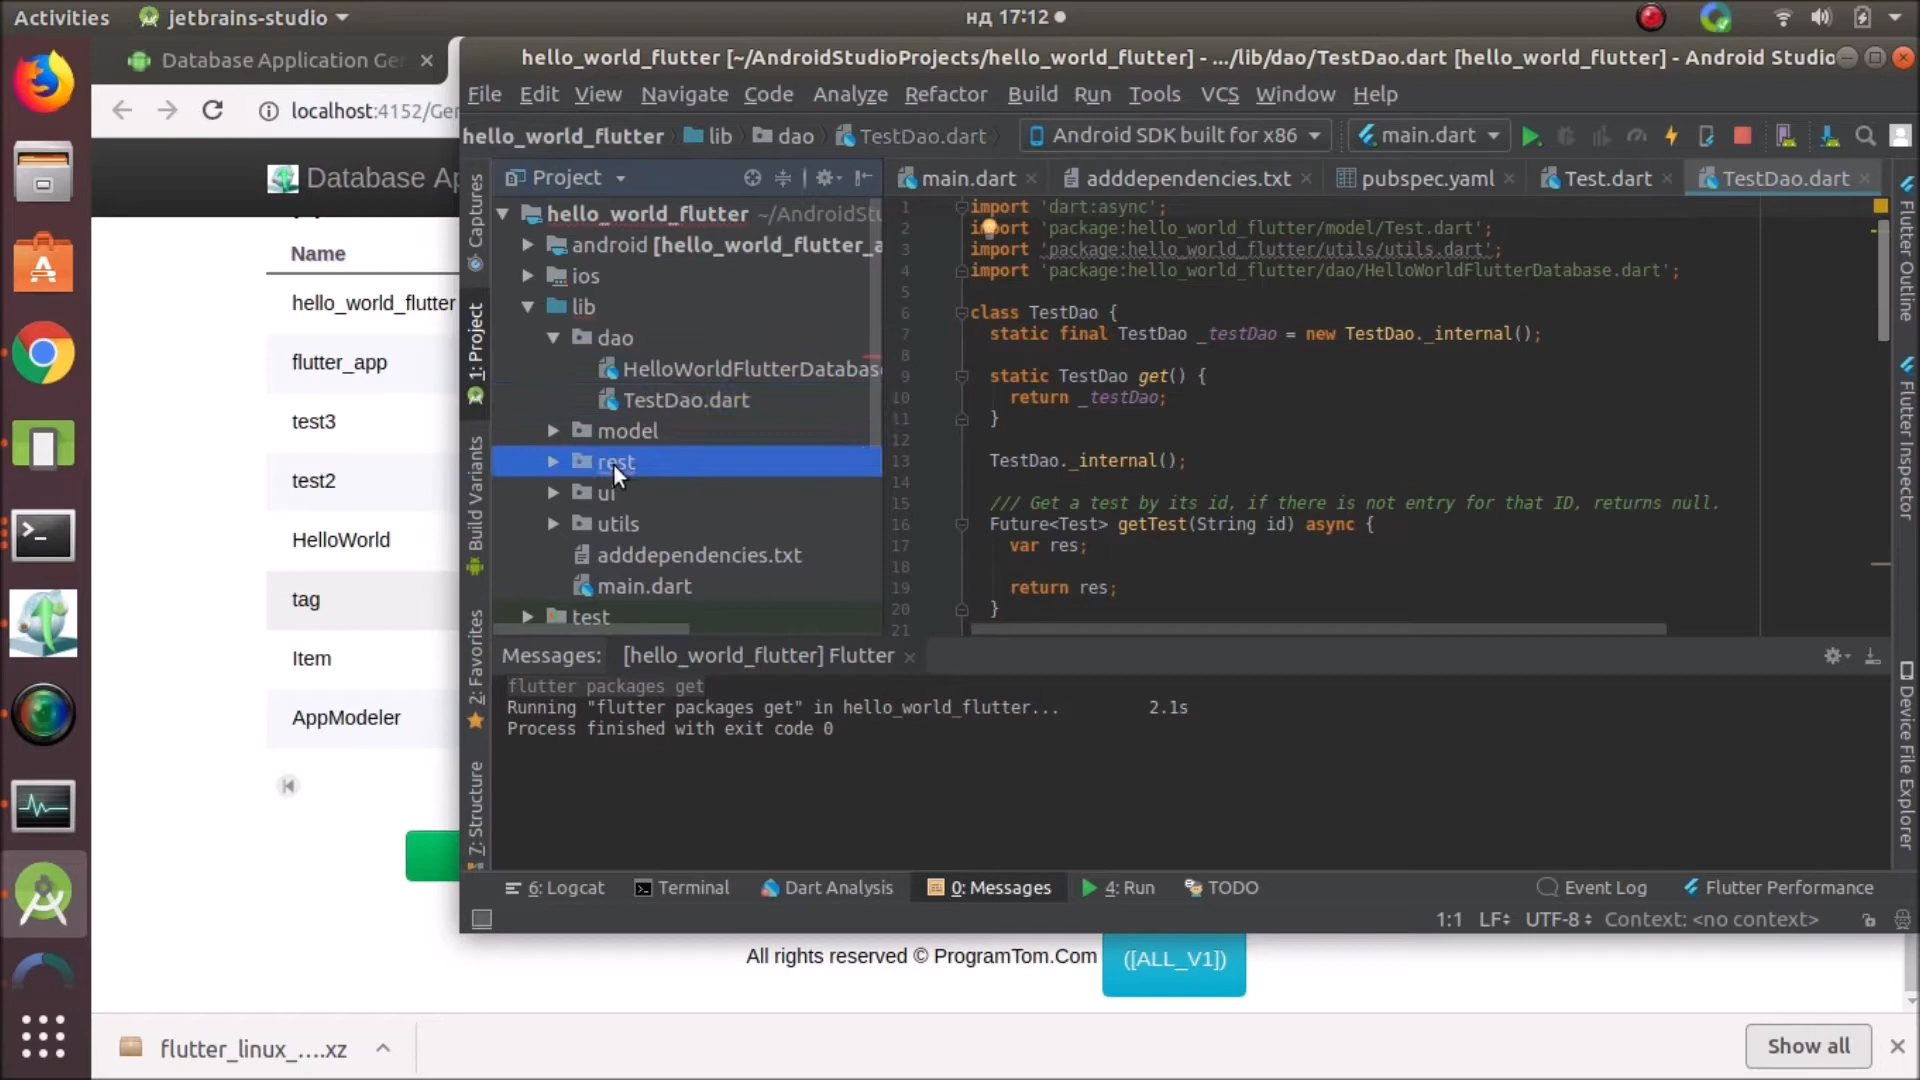 Activities
jetbrains-studio
нд 17:12
Database Application Ge
localhost:4152/Ger
Database Ap
Name
hello_world_flutter
flutter_app
test3
test2
HelloWorld
tag
Item
AppModeler
hello_world_flutter [~/AndroidStudioProjects/hello_world_flutter] - .../lib/dao/TestDao.dart [hello_world_flutter] - Android Studio
File Edit View Navigate Code Analyze Refactor Build Run Tools VCS Window Help
hello_world_flutter lib dao TestDao.dart Android SDK built for x86 main.dart
Captures
1: Project
Build Variants
2: Favorites
7: Structure
Project
hello_world_flutter ~/AndroidStu
android [hello_world_flutter_a
ios
lib
dao
HelloWorldFlutterDatabase
TestDao.dart
model
rest
ui
utils
adddependencies.txt
main.dart
test
main.dart adddependencies.txt pubspec.yaml Test.dart TestDao.dart
1 import 'dart:async';
2 import 'package:hello_world_flutter/model/Test.dart';
3 import 'package:hello_world_flutter/utils/utils.dart';
4 import 'package:hello_world_flutter/dao/HelloWorldFlutterDatabase.dart';
5
6 class TestDao {
7 static final TestDao _testDao = new TestDao._internal();
8
9 static TestDao get() {
10 return _testDao;
11 }
12
13 TestDao._internal();
14
15 /// Get a test by its id, if there is not entry for that ID, returns null.
16 Future<Test> getTest(String id) async {
17 var res;
18
19 return res;
20 }
21
Flutter Outline
Flutter Inspector
Device File Explorer
Messages: [hello_world_flutter] Flutter
flutter packages get
Running "flutter packages get" in hello_world_flutter... 2.1s
Process finished with exit code 0
6: Logcat Terminal Dart Analysis 0: Messages 4: Run TODO Event Log Flutter Performance
1:1 LF UTF-8 Context: <no context>
All rights reserved © ProgramTom.Com ([ALL_V1])
flutter_linux_....xz
Show all